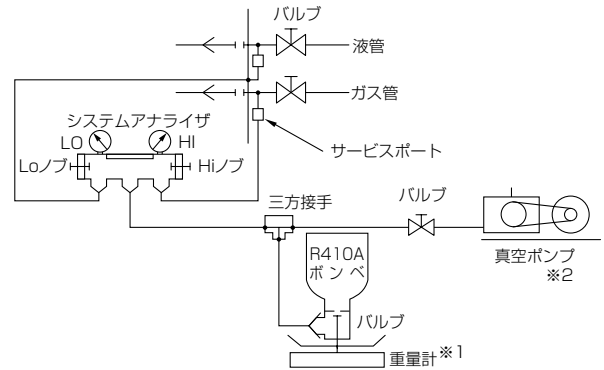 バルブ
液管
ガス管
システムアナライザ
LO
HI
Loノブ
Hiノブ
サービスポート
三方接手
バルブ
R410A
ボンベ
真空ポンプ
※2
バルブ
重量計※1